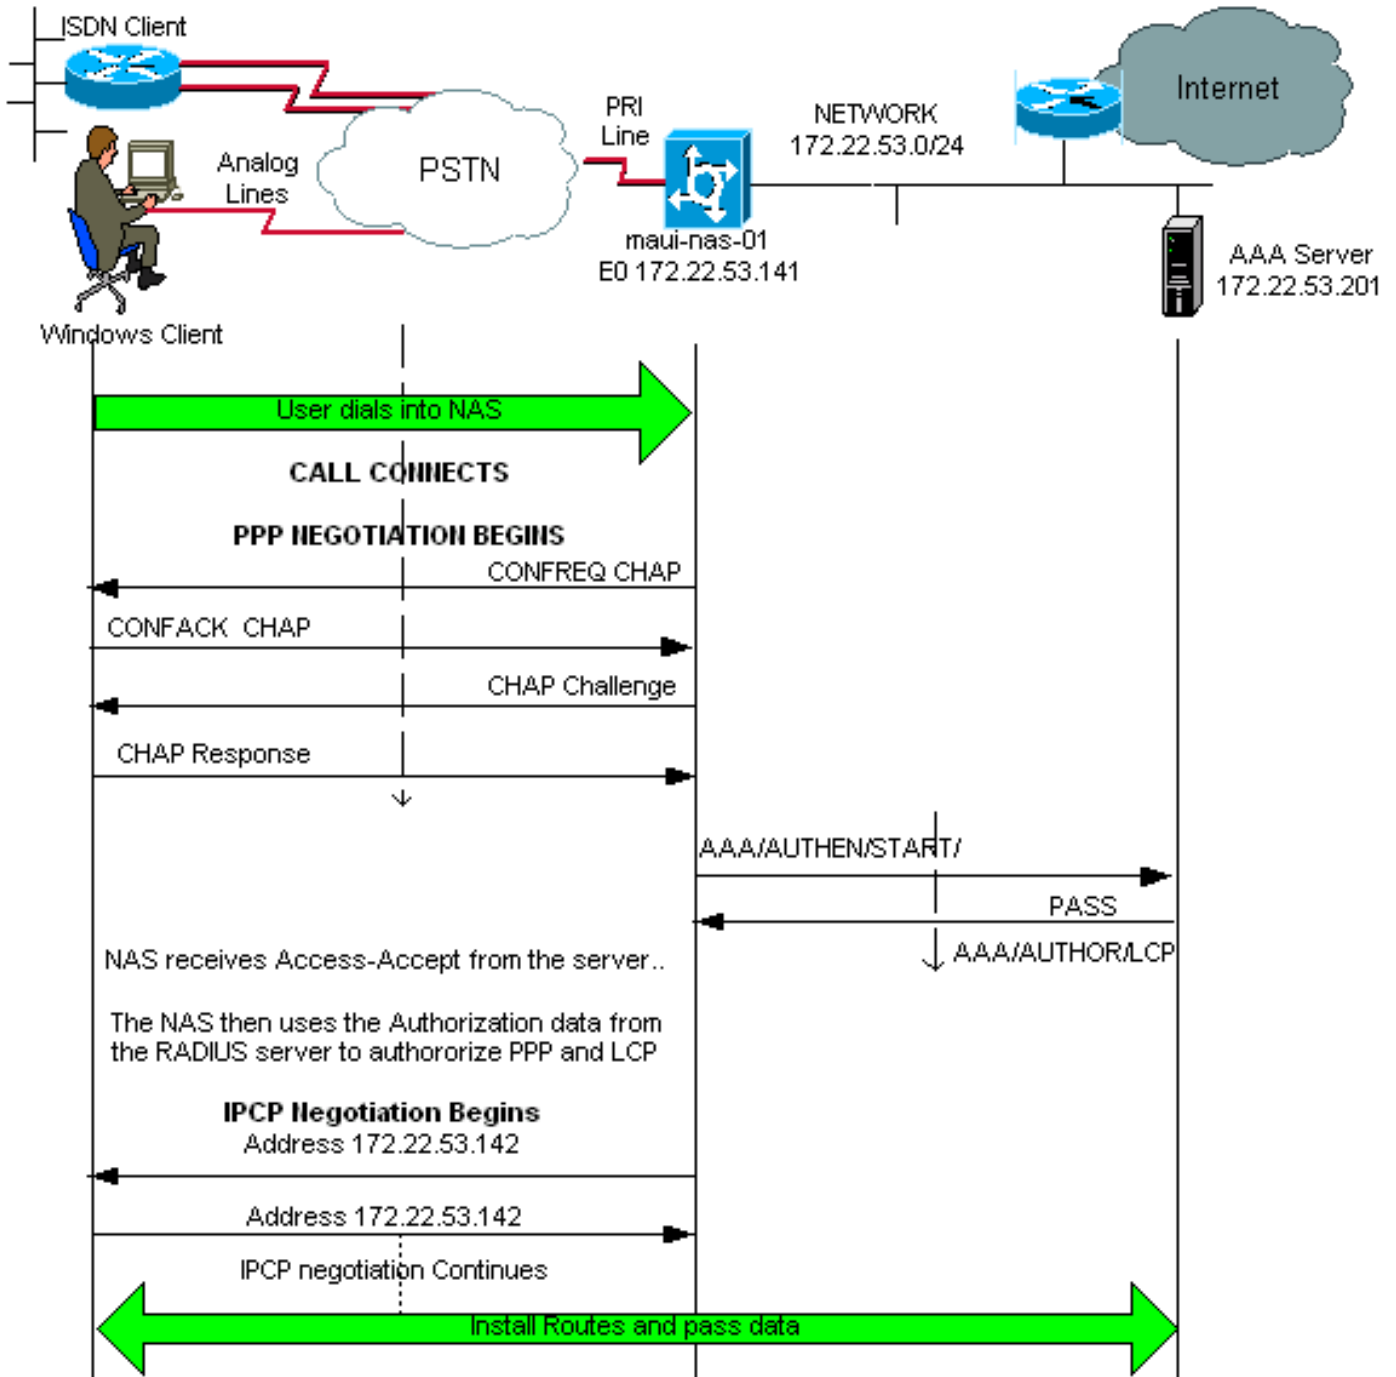 ISDN Client
Internet
PRI
Line
NETWORK
172.22.53.0/24
Analog
Lines
PSTN
maui-nas-01
E0 172.22.53.141
AAA Server
172.22.53.201
Windows Client
User dials into NAS
CALL CONNECTS
PPP NEGOTIATION BEGINS
CONFREQ CHAP
CONFACK CHAP
CHAP Challenge
CHAP Response
AAA/AUTHEN/START/
PASS
AAA/AUTHOR/LCP
NAS receives Access-Accept from the server..
The NAS then uses the Authorization data from
the RADIUS server to authororize PPP and LCP
IPCP Negotiation Begins
Address 172.22.53.142
Address 172.22.53.142
IPCP negotiation Continues
Install Routes and pass data